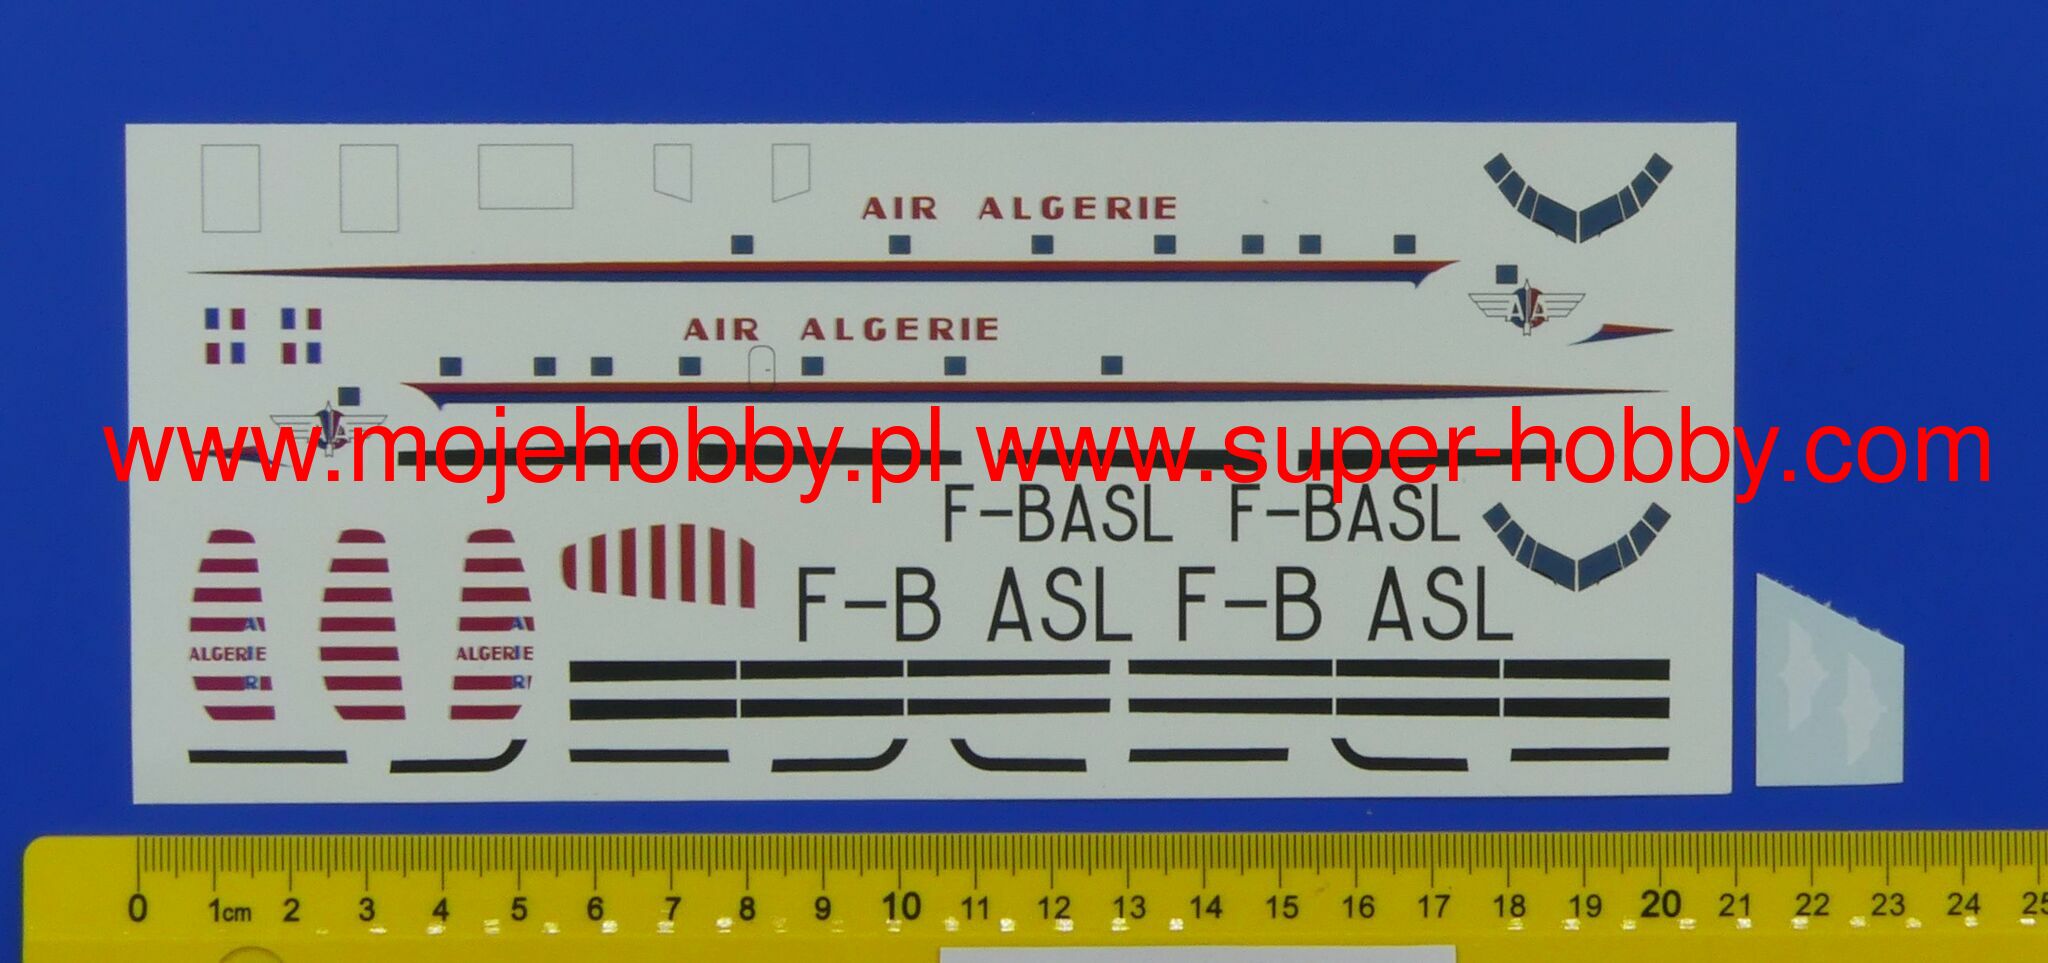 AIR ALGERIE
AA
AIR ALGERIE
www.mojehobby.pl www.super-hobby.com
F-BASL F-BASL
F-B ASL F-B ASL
A A
ALGERIE ALGERIE
R R
0 1cm 2 3 4 5 6 7 8 9 10 11 12 13 14 15 16 17 18 19 20 21 22 23 24 25